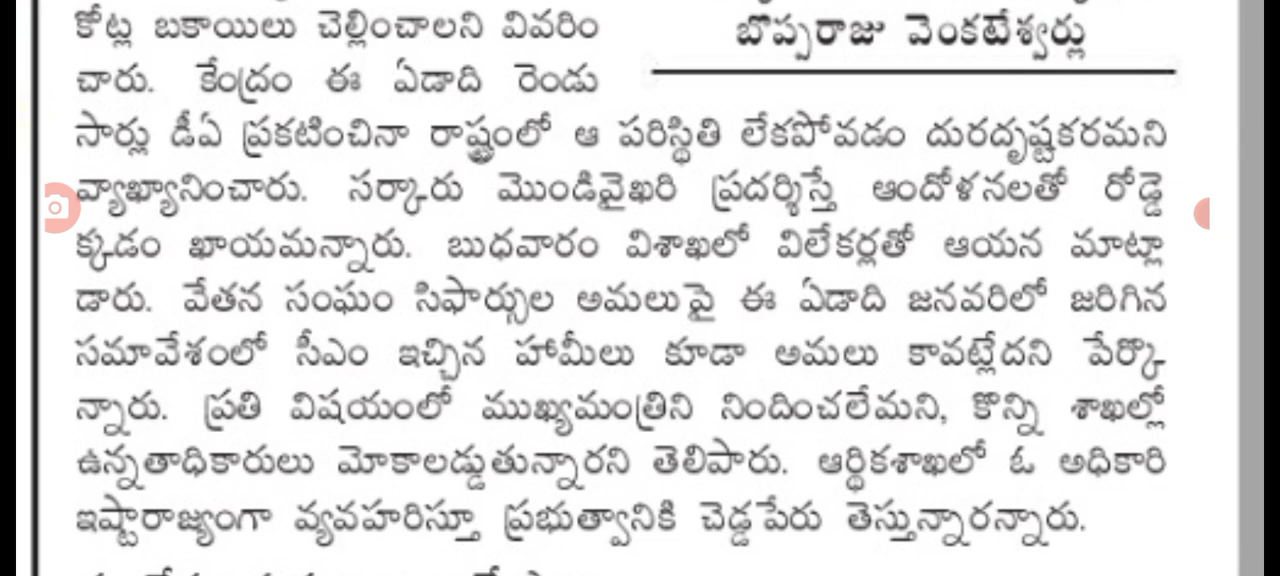 కోట్ల బకాయిలు చెల్లించాలని వివరిం
చారు. కేంద్రం ఈ ఏడాది రెండు
బొప్పరాజు వెంకటేశ్వర్లు
సార్లు డీఏ ప్రకటించినా రాష్ట్రంలో ఆ పరిస్థితి లేకపోవడం దురదృష్టకరమని
వ్యాఖ్యానించారు. సర్కారు మొండివైఖరి ప్రదర్శిస్తే ఆందోళనలతో రోడ్డె
క్కడం ఖాయమన్నారు. బుధవారం విశాఖలో విలేకర్లతో ఆయన మాట్లా
డారు. వేతన సంఘం సిఫార్సుల అమలుపై ఈ ఏడాది జనవరిలో జరిగిన
సమావేశంలో సీఎం ఇచ్చిన హామీలు కూడా అమలు కావట్లేదని పేర్కొ
న్నారు. ప్రతి విషయంలో ముఖ్యమంత్రిని నిందించలేమని, కొన్ని శాఖల్లో
ఉన్నతాధికారులు మోకాలడ్డుతున్నారని తెలిపారు. ఆర్థికశాఖలో ఓ అధికారి
ఇష్టారాజ్యంగా వ్యవహరిస్తూ ప్రభుత్వానికి చెడ్డపేరు తెస్తున్నారన్నారు.